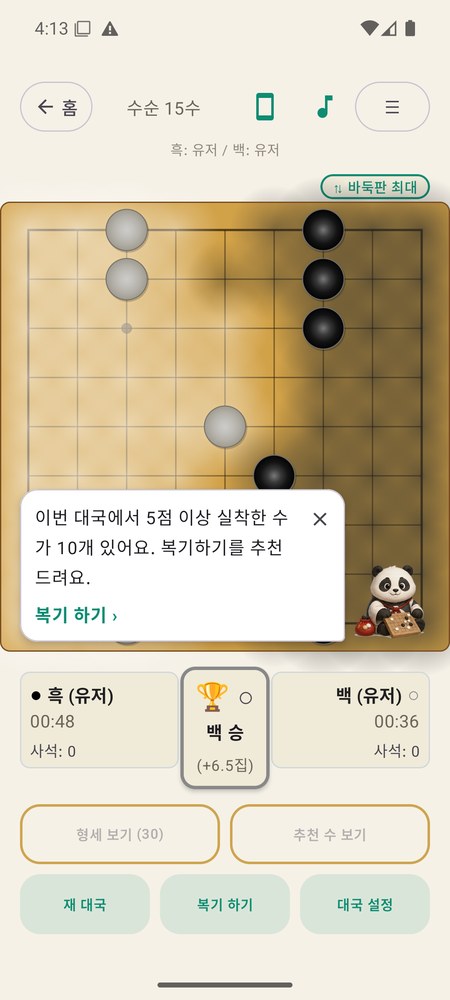 4:13
홈
수순 15수
흑: 유저 / 백: 유저
바둑판 최대
이번 대국에서 5점 이상 실착한 수
가 10개 있어요. 복기하기를 추천
드려요.
복기 하기 ›
흑 (유저)
00:48
사석: 0
백 승
(+6.5집)
백 (유저)
00:36
사석: 0
형세 보기 (30)
추천 수 보기
재 대국
복기 하기
대국 설정